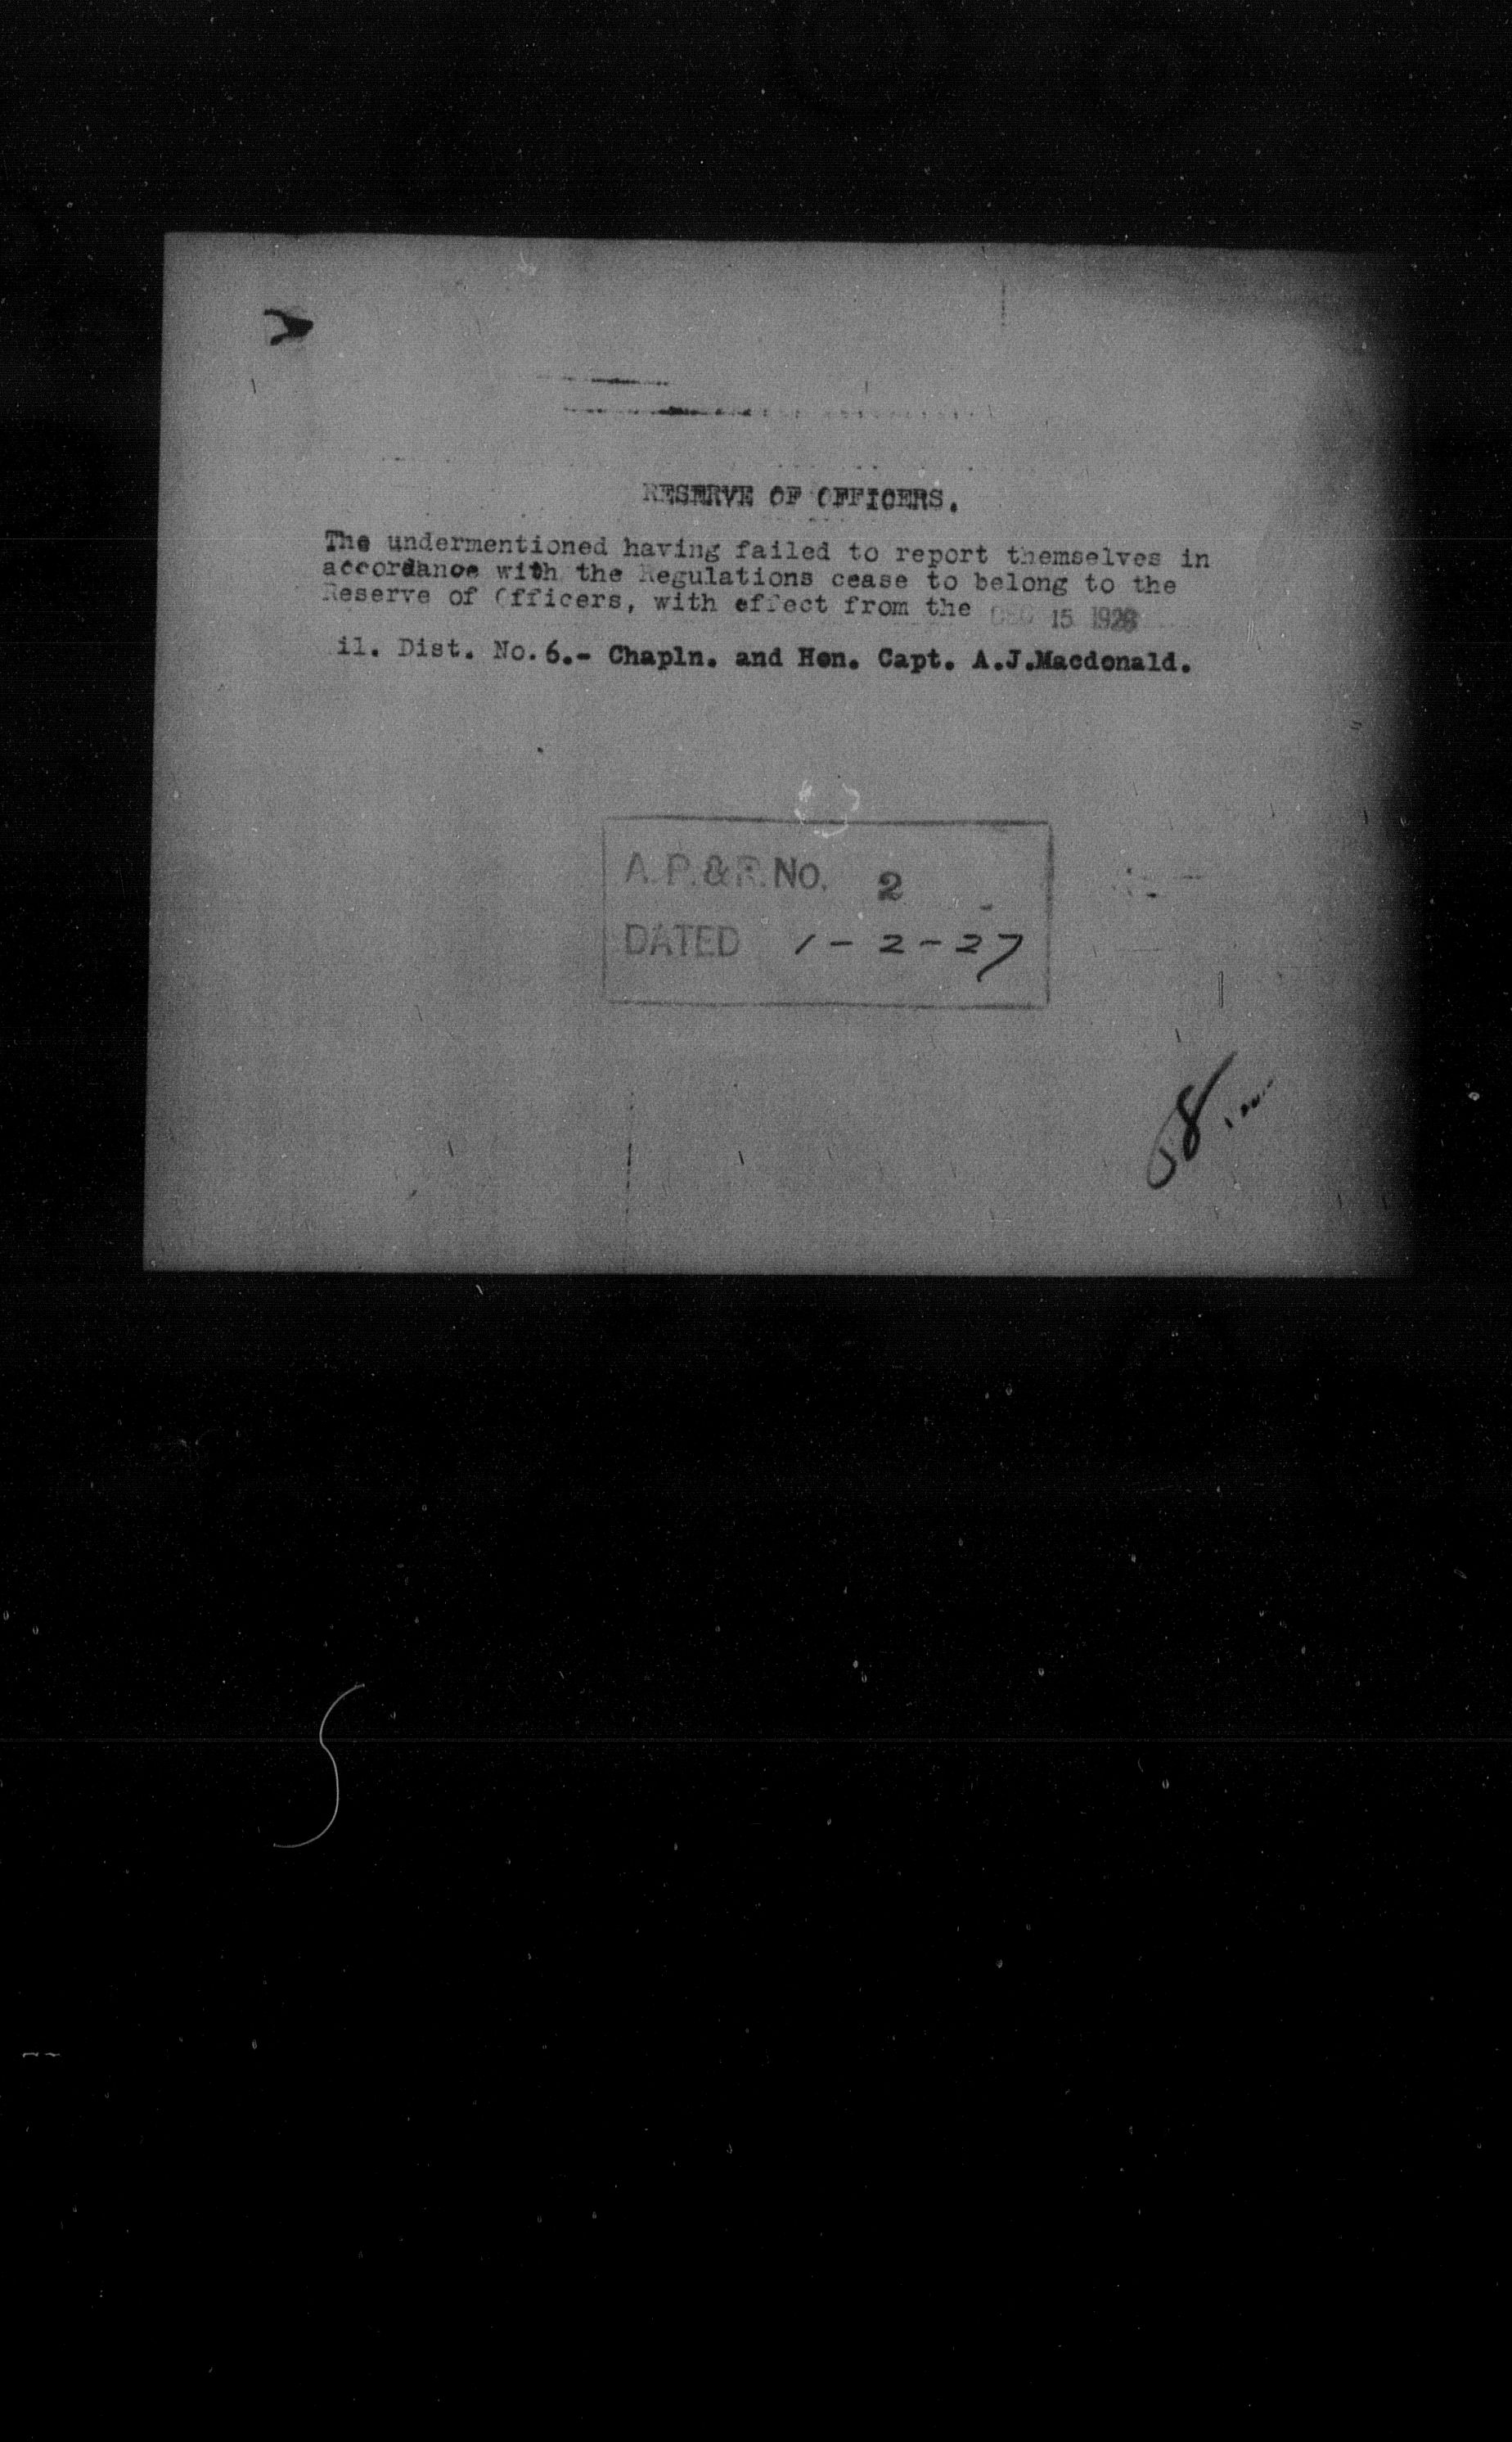 RESERVE OF OFFICERS.
The undermentioned having failed to report themselves in
accordance with the Regulations cease to belong to the
Reserve of Officers, with effect from the DEC 15 1926
il. Dist. No. 6.- Chapln. and Hon. Capt. A.J.Macdonald.
A.P.&R. No. 2
DATED 1-2-27